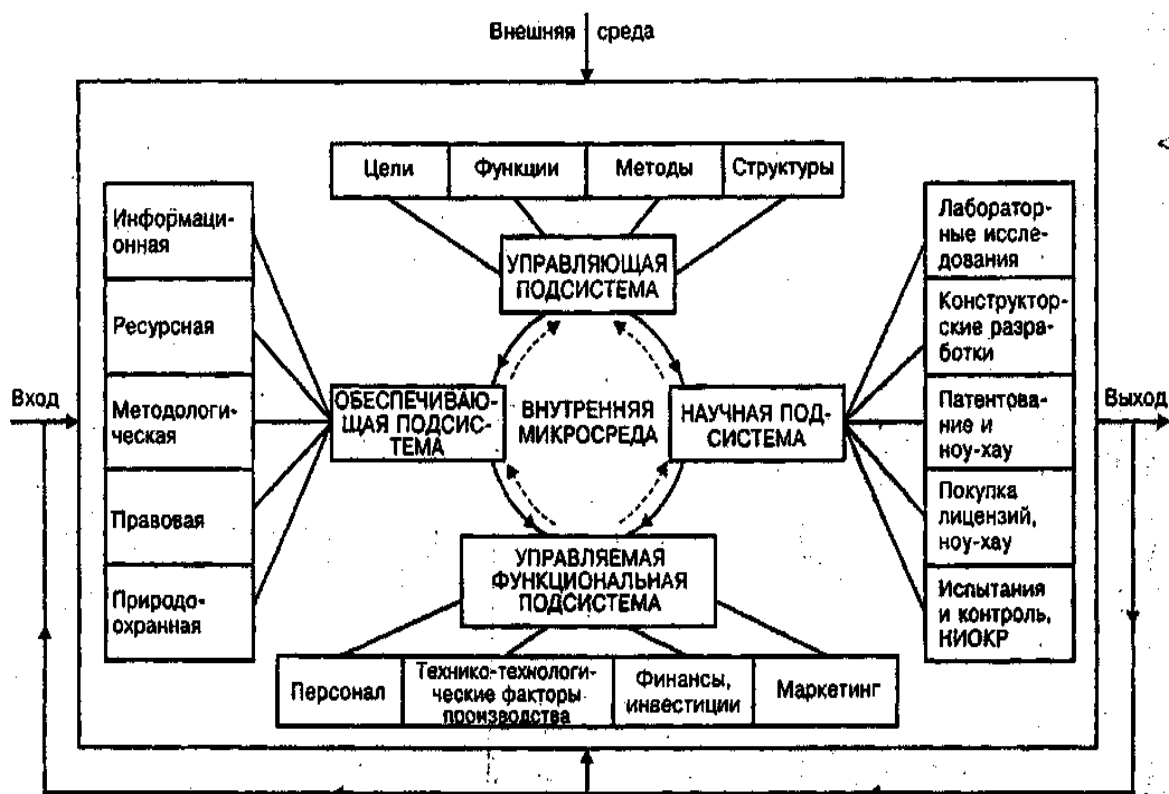 Внешняя среда
Цели
Функции
Методы
Структуры
Информаци-
онная
Ресурсная
Методологи-
ческая
Правовая
Природо-
охранная
Вход
УПРАВЛЯЮЩАЯ
ПОДСИСТЕМА
ОБЕСПЕЧИВАЮ-
ЩАЯ ПОДСИС-
ТЕМА
ВНУТРЕННЯЯ
МИКРОСРЕДА
НАУЧНАЯ ПОД-
СИСТЕМА
УПРАВЛЯЕМАЯ
ФУНКЦИОНАЛЬНАЯ
ПОДСИСТЕМА
Лаборатор-
ные иссле-
дования
Конструктор-
ские разра-
ботки
Патентова-
ние и
ноу-хау
Покупка
лицензий,
ноу-хау
Испытания
и контроль,
НИОКР
Выход
Персонал
Технико-технологи-
ческие факторы
производства
Финансы,
инвестиции
Маркетинг